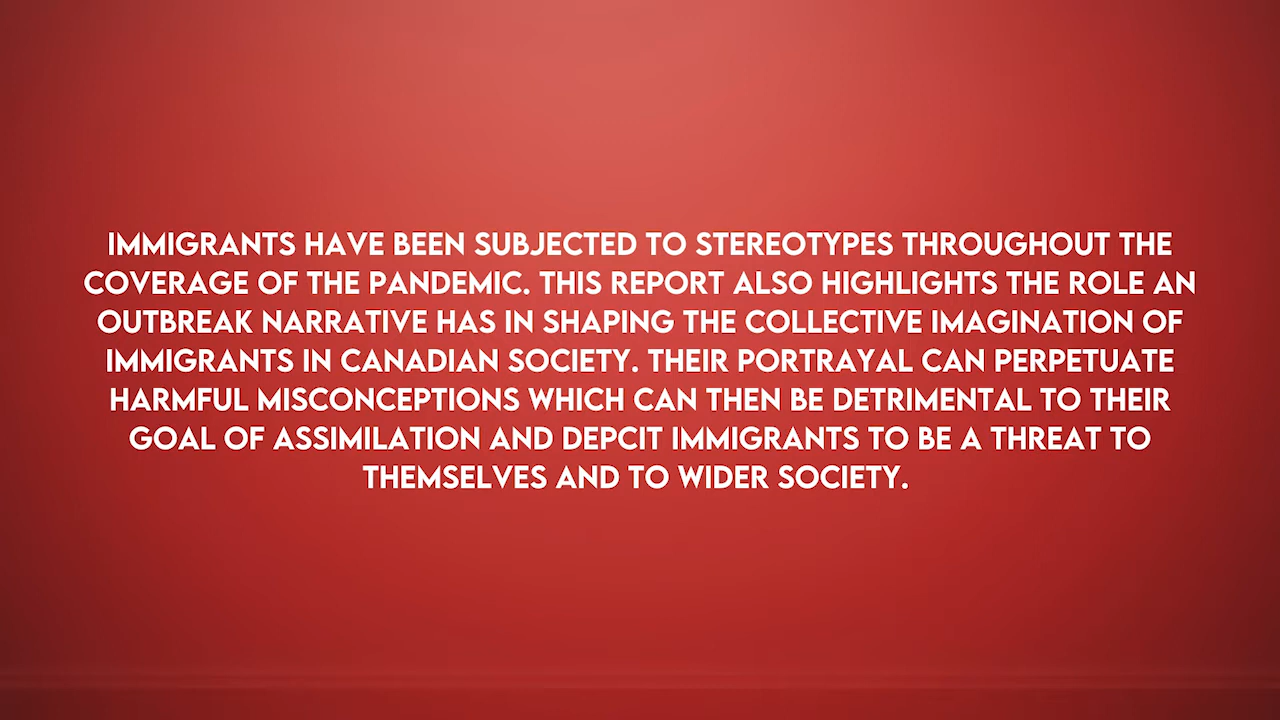 IMMIGRANTS HAVE BEEN SUBJECTED TO STEREOTYPES THROUGHOUT THE
COVERAGE OF THE PANDEMIC. THIS REPORT ALSO HIGHLIGHTS THE ROLE AN
OUTBREAK NARRATIVE HAS IN SHAPING THE COLLECTIVE IMAGINATION OF
IMMIGRANTS IN CANADIAN SOCIETY. THEIR PORTRAYAL CAN PERPETUATE
HARMFUL MISCONCEPTIONS WHICH CAN THEN BE DETRIMENTAL TO THEIR
GOAL OF ASSIMILATION AND DEPCIT IMMIGRANTS TO BE A THREAT TO
THEMSELVES AND TO WIDER SOCIETY.